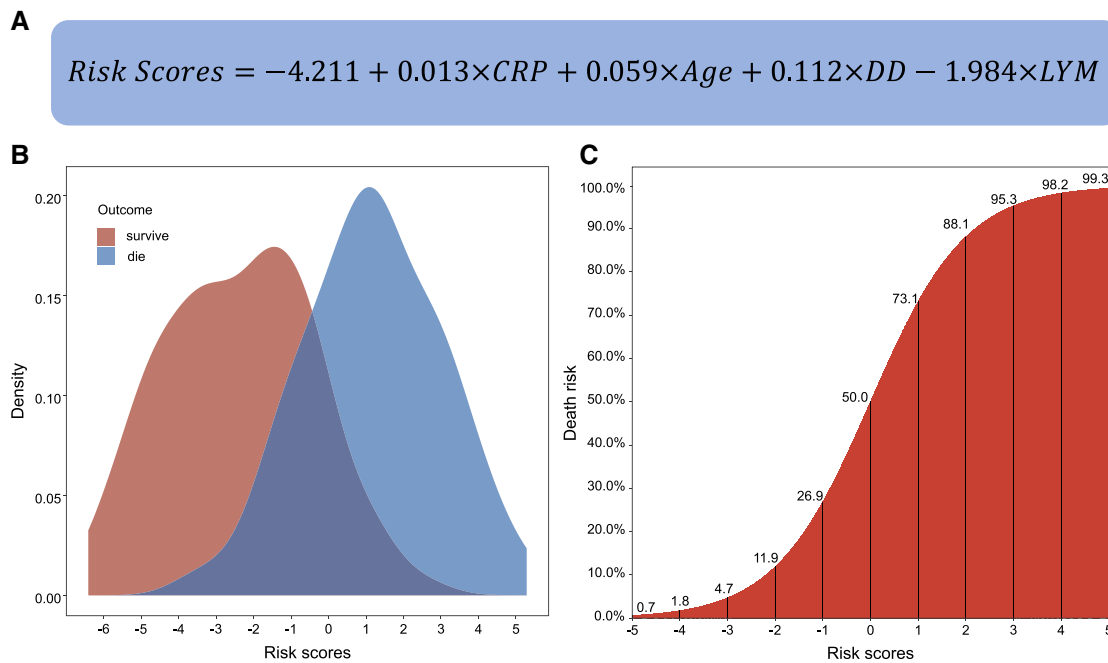 A
Risk Scores = −4.211 + 0.013×CRP + 0.059×Age + 0.112×DD − 1.984×LYM
B
Outcome
survive
die
Density
0.20
0.15
0.10
0.05
0.00
-6 -5 -4 -3 -2 -1 0 1 2 3 4 5
Risk scores
C
Death risk
100.0%
90.0%
80.0%
70.0%
60.0%
50.0%
40.0%
30.0%
20.0%
10.0%
0.0%
0.7 1.8 4.7 11.9 26.9 50.0 73.1 88.1 95.3 98.2 99.3
-5 -4 -3 -2 -1 0 1 2 3 4 5
Risk scores